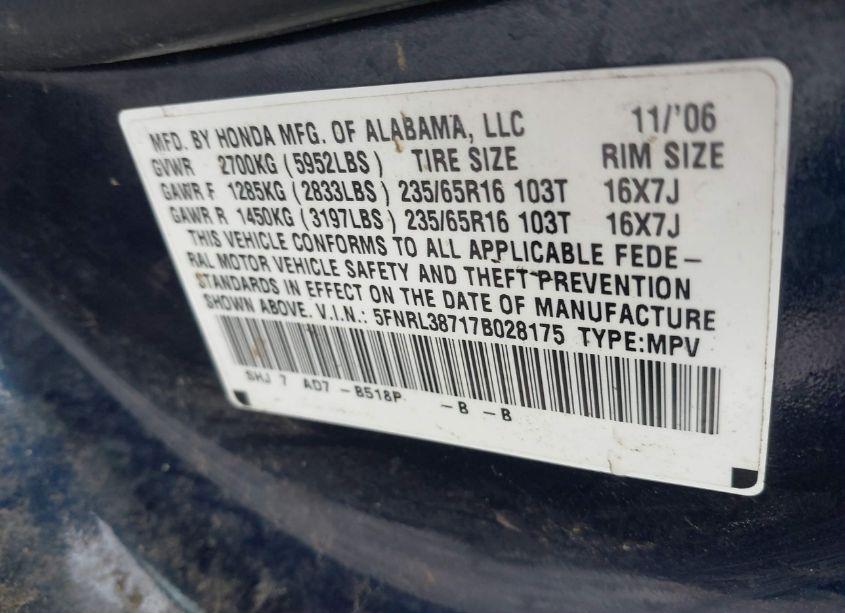 MFD. BY HONDA MFG. OF ALABAMA, LLC 11/'06
GVWR 2700KG (5952LBS) TIRE SIZE RIM SIZE
GAWR F 1285KG (2833LBS) 235/65R16 103T 16X7J
GAWR R 1450KG (3197LBS) 235/65R16 103T 16X7J
THIS VEHICLE CONFORMS TO ALL APPLICABLE FEDE-
RAL MOTOR VEHICLE SAFETY AND THEFT PREVENTION
STANDARDS IN EFFECT ON THE DATE OF MANUFACTURE
SHOWN ABOVE. V.I.N.: 5FNRL38717B028175 TYPE:MPV
SHJ 7 AD7 -B518P -B -B